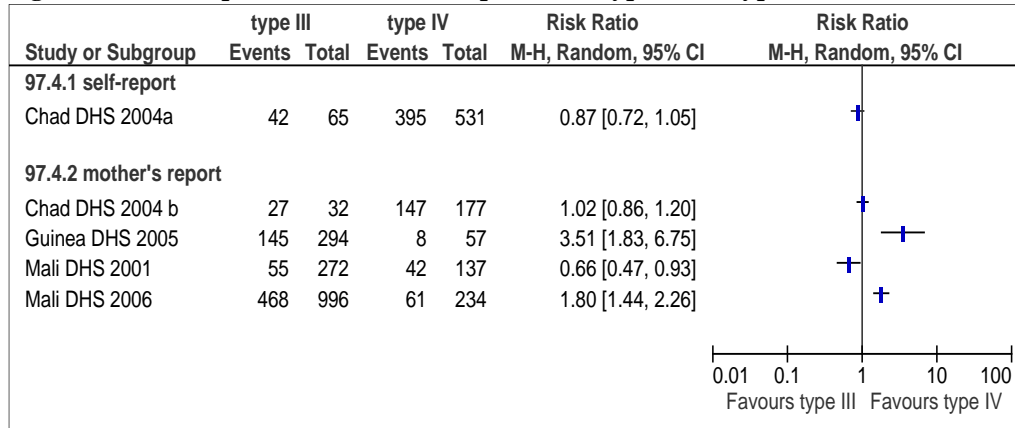 type III type IV Risk Ratio Risk Ratio
Study or Subgroup Events Total Events Total M-H, Random, 95% CI M-H, Random, 95% CI
97.4.1 self-report
Chad DHS 2004a 42 65 395 531 0.87 [0.72, 1.05]
97.4.2 mother's report
Chad DHS 2004 b 27 32 147 177 1.02 [0.86, 1.20]
Guinea DHS 2005 145 294 8 57 3.51 [1.83, 6.75]
Mali DHS 2001 55 272 42 137 0.66 [0.47, 0.93]
Mali DHS 2006 468 996 61 234 1.80 [1.44, 2.26]
0.01 0.1 1 10 100
Favours type III Favours type IV